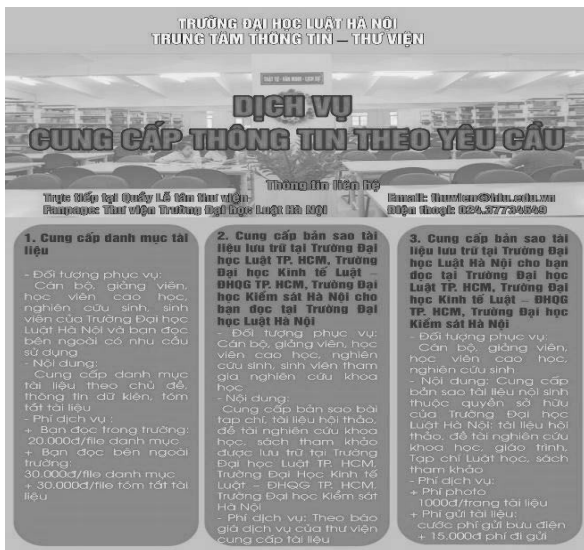 TRƯỜNG ĐẠI HỌC LUẬT HÀ NỘI
TRUNG TÂM THÔNG TIN – THƯ VIỆN
DỊCH VỤ
CUNG CẤP THÔNG TIN THEO YÊU CẦU
Thông tin liên hệ
Trực tiếp tại Quầy Lễ tân thư viện
Email: thuvien@hlu.edu.vn
Fanpage: Thư viện Trường Đại học Luật Hà Nội
Điện thoại: 024.37734549
1. Cung cấp danh mục tài
liệu
- Đối tượng phục vụ:
Cán bộ, giảng viên,
học viên cao học,
nghiên cứu sinh, sinh
viên của Trường Đại học
Luật Hà Nội và bạn đọc
bên ngoài có nhu cầu
sử dụng
- Nội dung:
Cung cấp danh mục
tài liệu theo chủ đề,
thông tin dữ kiện, tóm
tắt tài liệu
- Phí dịch vụ :
+ Bạn đọc trong trường:
20.000đ/file danh mục
+ Bạn đọc bên ngoài
trường:
30.000đ/file danh mục
+ 30.000đ/file tóm tắt tài
liệu
2. Cung cấp bản sao tài
liệu lưu trữ tại Trường Đại
học Luật TP. HCM, Trường
Đại học Kinh tế Luật –
ĐHQG TP. HCM, Trường Đại
học Kiểm sát Hà Nội cho
bạn đọc tại Trường Đại
học Luật Hà Nội
- Đối tượng phục vụ:
Cán bộ, giảng viên, học
viên cao học, nghiên
cứu sinh, sinh viên tham
gia nghiên cứu khoa
học
- Nội dung:
Cung cấp bản sao bài
tạp chí, tài liệu hội thảo,
đề tài nghiên cứu khoa
học, sách tham khảo
được lưu trữ tại Trường
Đại học Luật TP. HCM,
Trường Đại Học Kinh tế
Luật – ĐHQG TP. HCM,
Trường Đại học Kiểm sát
Hà Nội
- Phí dịch vụ: Theo báo
giá dịch vụ của thư viện
cung cấp tài liệu
3. Cung cấp bản sao tài
liệu lưu trữ tại Trường Đại
học Luật Hà Nội cho bạn
đọc tại Trường Đại học
Luật TP. HCM, Trường Đại
học Kinh tế Luật – ĐHQG
TP. HCM, Trường Đại học
Kiểm sát Hà Nội
- Đối tượng phục vụ:
Cán bộ, giảng viên,
học viên cao học,
nghiên cứu sinh
- Nội dung: Cung cấp
bản sao tài liệu nội sinh
thuộc quyền sở hữu
của Trường Đại học
Luật Hà Nội: tài liệu hội
thảo, đề tài nghiên cứu
khoa học, giáo trình,
Tạp chí Luật học, sách
tham khảo
- Phí dịch vụ:
+ Phí photo
1000đ/trang tài liệu
+ Phí gửi tài liệu:
cước phí gửi bưu điện
+ 15.000đ phí đi gửi